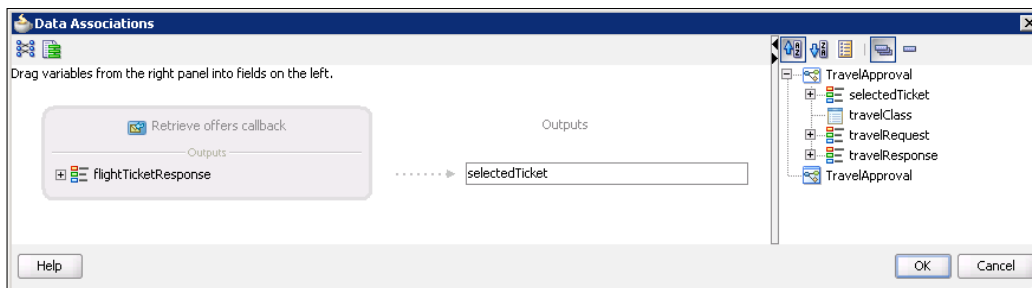 Data Associations
Drag variables from the right panel into fields on the left.
Retrieve offers callback
Outputs
flightTicketResponse
Outputs
selectedTicket
TravelApproval
selectedTicket
travelClass
travelRequest
travelResponse
TravelApproval
Help
OK
Cancel